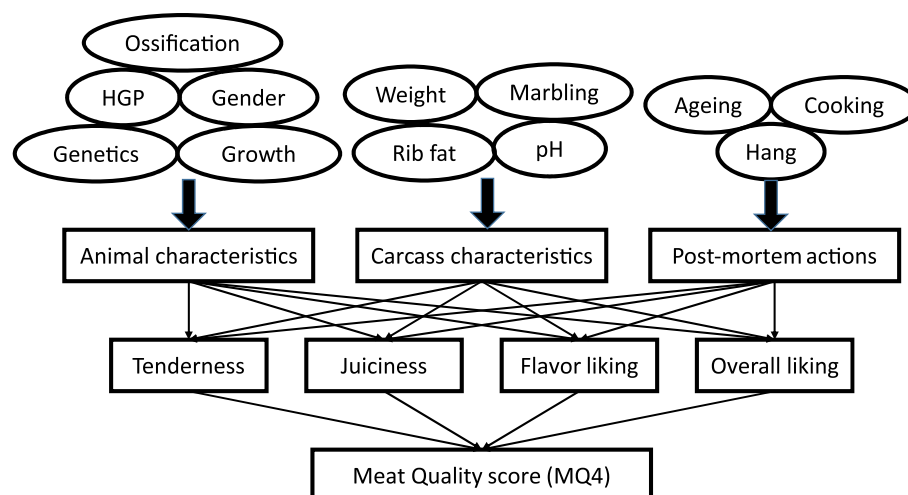 Ossification
HGP
Gender
Genetics
Growth
Weight
Marbling
Rib fat
pH
Ageing
Cooking
Hang
Animal characteristics
Carcass characteristics
Post-mortem actions
Tenderness
Juiciness
Flavor liking
Overall liking
Meat Quality score (MQ4)